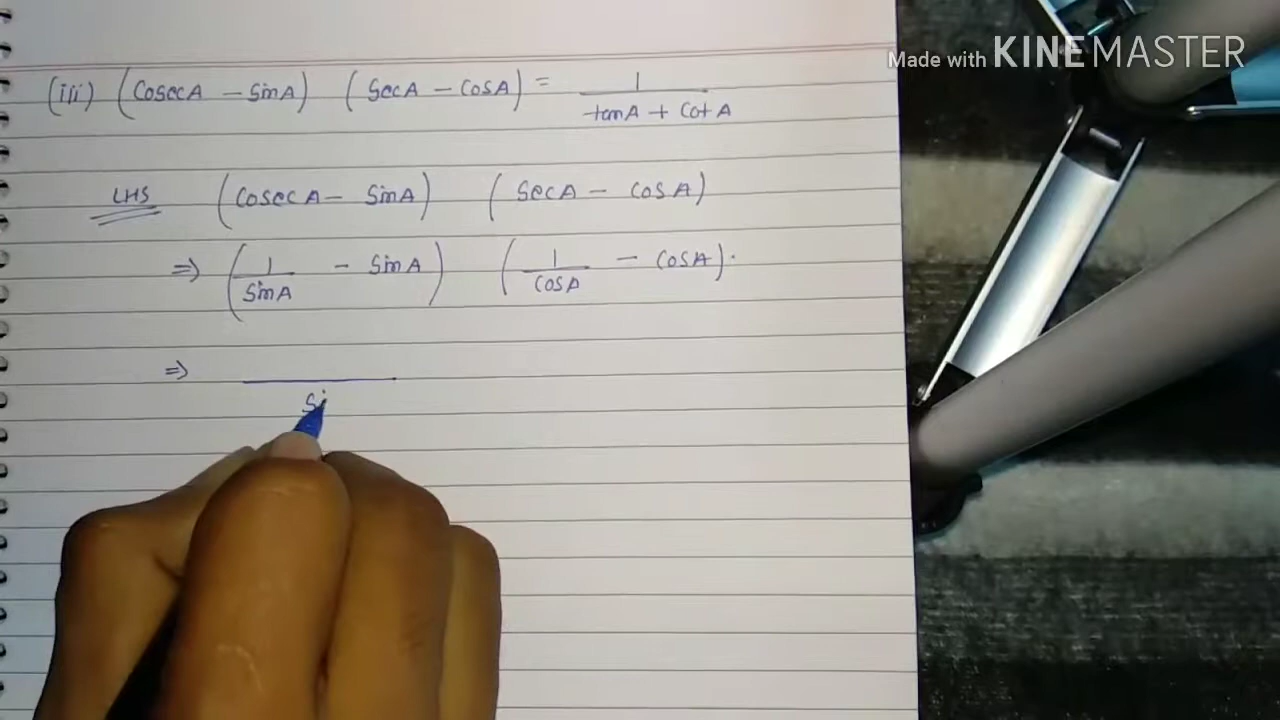 Made with KINEMASTER
(iii) (CosecA - SinA) (SecA - CosA) = 1/(tanA + CotA)
LHS (CosecA - SinA) (SecA - CosA)
⇒ (1/SinA - SinA) (1/CosA - CosA).
⇒
Si